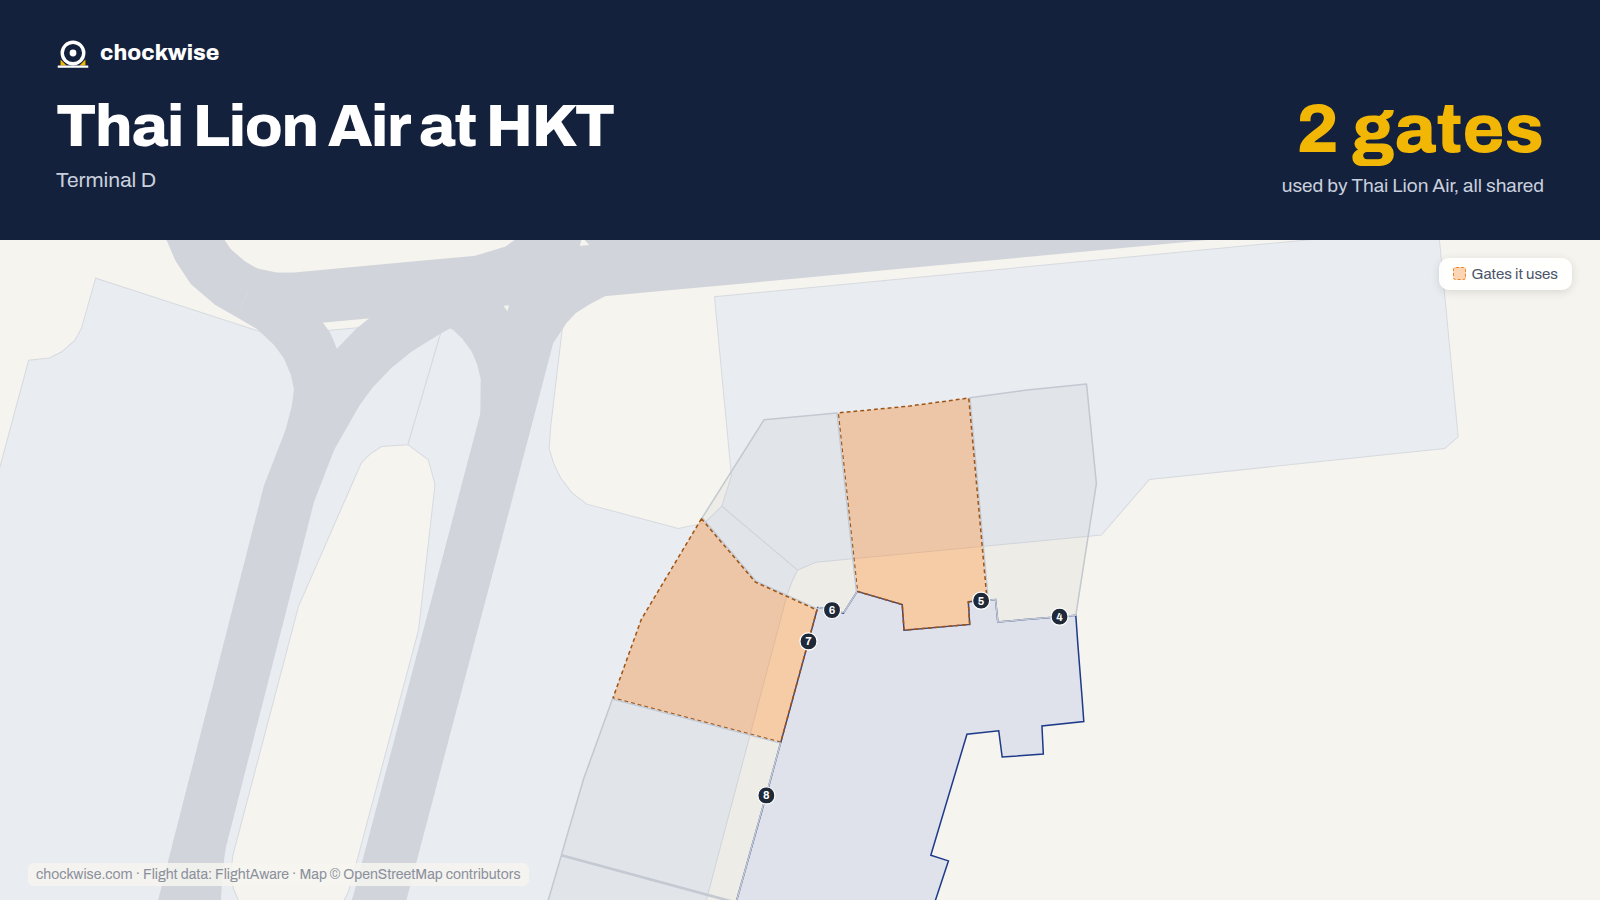 chockwise
Thai Lion Air at HKT
Terminal D
2 gates
used by Thai Lion Air, all shared
Gates it uses
6
5
4
7
8
chockwise.com · Flight data: FlightAware · Map © OpenStreetMap contributors